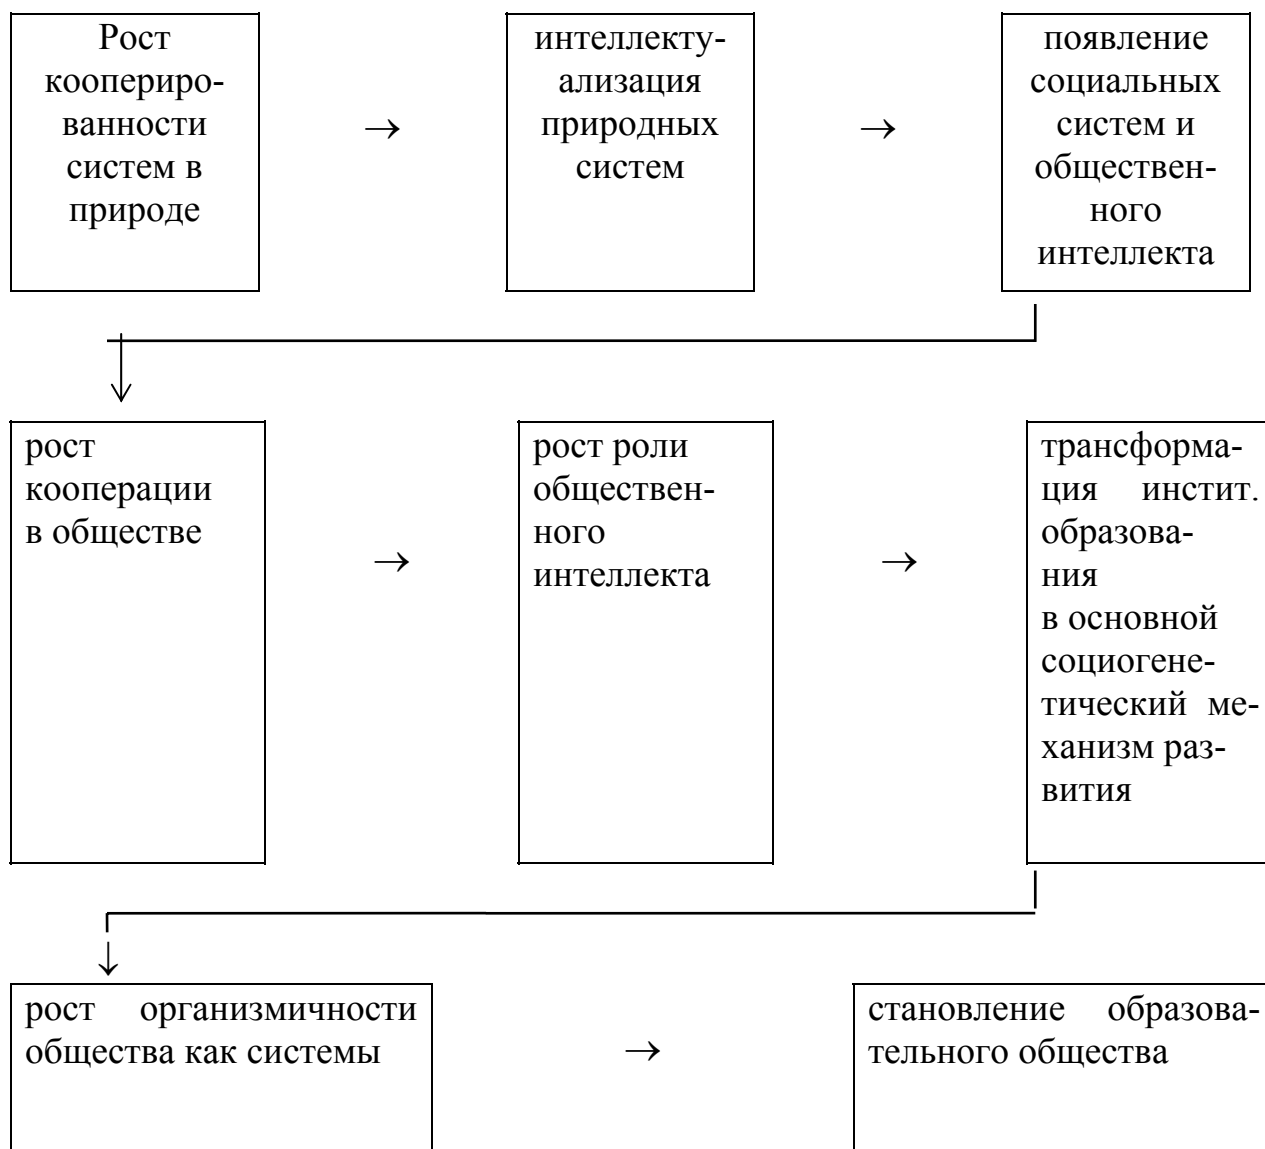 Рост
коопериро-
ванности
систем в
природе
→
интеллекту-
ализация
природных
систем
→
появление
социальных
систем и
обществен-
ного
интеллекта
рост
кооперации
в обществе
→
рост роли
обществен-
ного
интеллекта
→
трансформа-
ция инстит.
образова-
ния
в основной
социогене-
тический ме-
ханизм раз-
вития
↓
рост организмичности
общества как системы
→
становление образова-
тельного общества